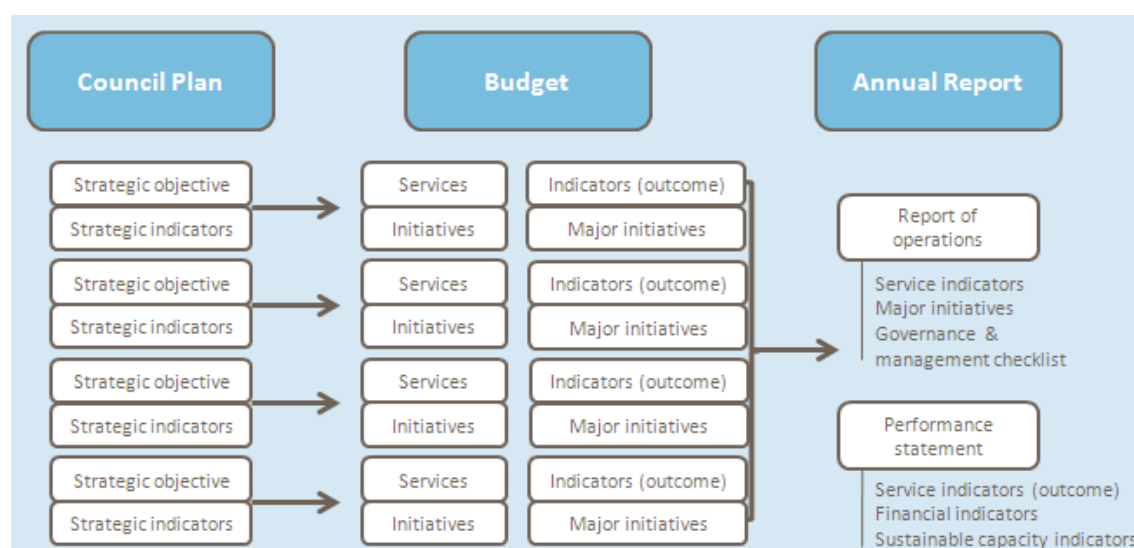 Council Plan
Budget
Annual Report
Strategic objective
Strategic indicators
Services
Initiatives
Indicators (outcome)
Major initiatives
Strategic objective
Strategic indicators
Services
Initiatives
Indicators (outcome)
Major initiatives
Strategic objective
Strategic indicators
Services
Initiatives
Indicators (outcome)
Major initiatives
Strategic objective
Strategic indicators
Services
Initiatives
Indicators (outcome)
Major initiatives
Report of
operations
Service indicators
Major initiatives
Governance &
management checklist
Performance
statement
Service indicators (outcome)
Financial indicators
Sustainable capacity indicators